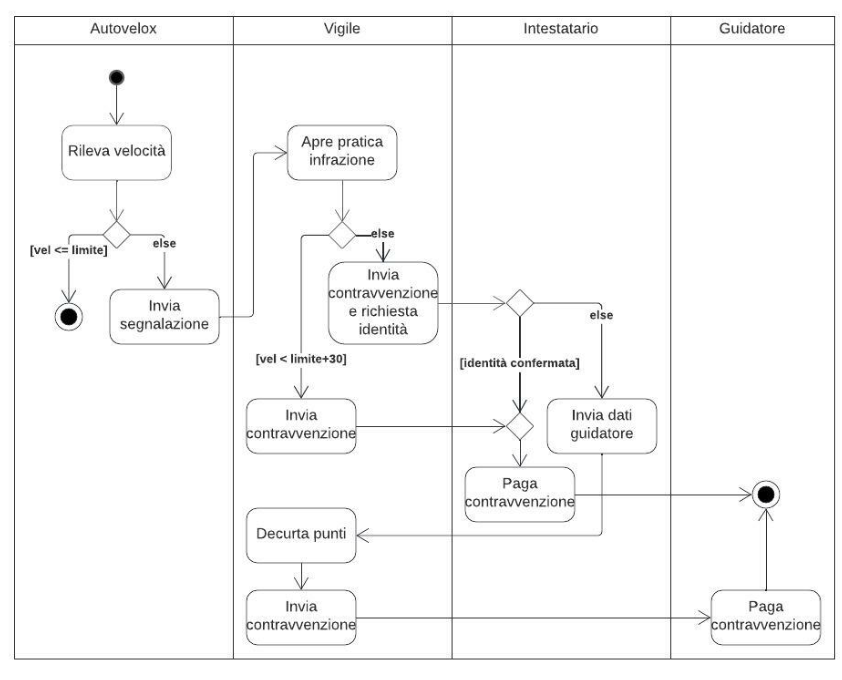 Autovelox
Vigile
Intestatario
Guidatore
Rileva velocità
Apre pratica
infrazione
[vel <= limite]
else
else
Invia
segnalazione
Invia
contravvenzione
e richiesta
identità
else
[vel < limite+30]
[identità confermata]
Invia
contravvenzione
Invia dati
guidatore
Paga
contravvenzione
Decurta punti
Invia
contravvenzione
Paga
contravvenzione